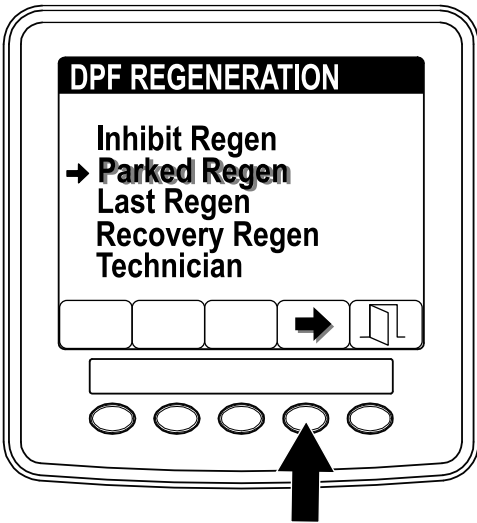 DPF REGENERATION
Inhibit Regen
Parked Regen
Last Regen
Recovery Regen
Technician